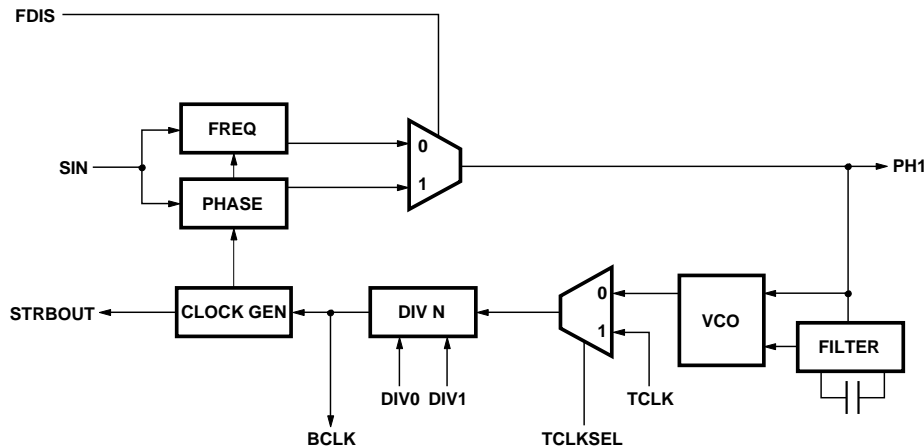 FDIS
FREQ
0
SIN
PH1
1
PHASE
0
STRBOUT
CLOCK GEN
DIV N
VCO
1
FILTER
DIV0 DIV1
TCLK
BCLK
TCLKSEL